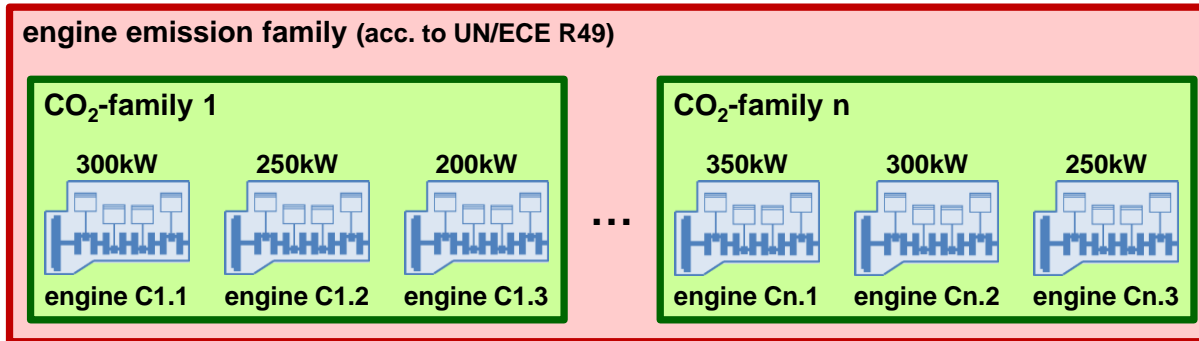 engine emission family (acc. to UN/ECE R49)
CO₂-family 1
300kW 250kW 200kW
engine C1.1 engine C1.2 engine C1.3
...
CO₂-family n
350kW 300kW 250kW
engine Cn.1 engine Cn.2 engine Cn.3